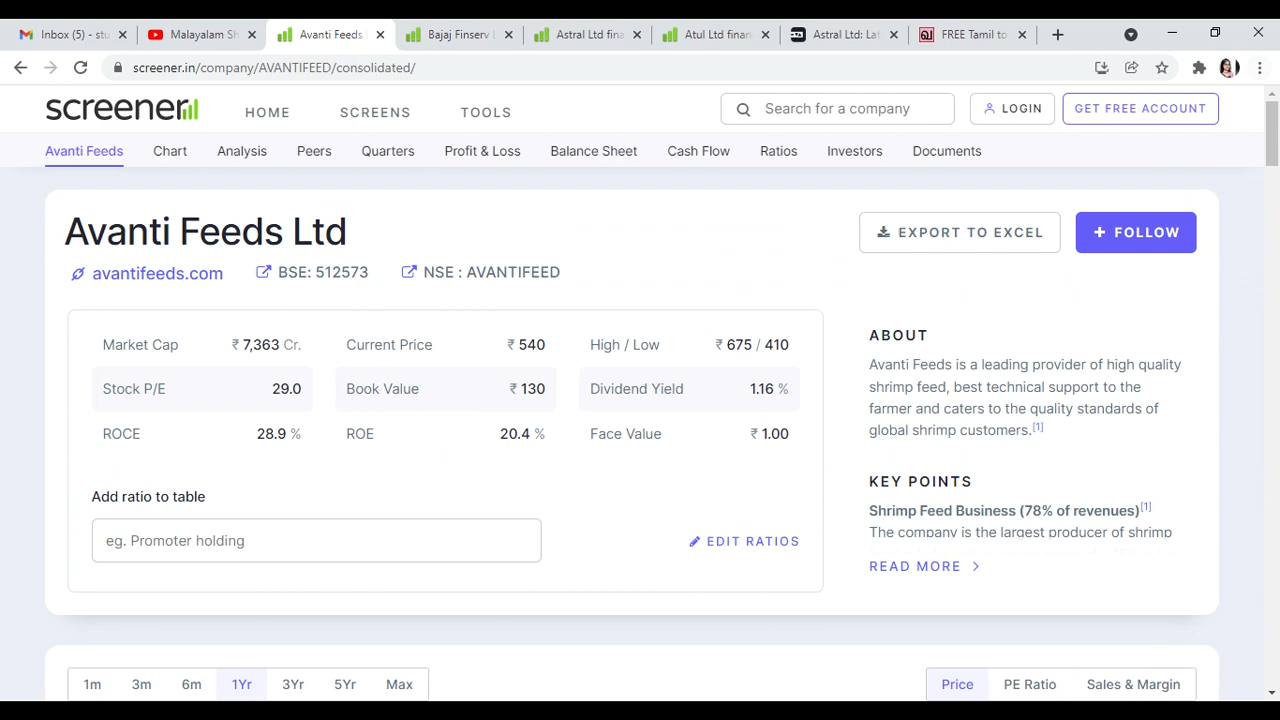 Inbox (5) - stu
Malayalam Sh
Avanti Feeds
Bajaj Finserv L
Astral Ltd fina
Atul Ltd finan
Astral Ltd: Lat
FREE Tamil to
screener.in/company/AVANTIFEED/consolidated/
screener
HOME SCREENS TOOLS
Search for a company
LOGIN
GET FREE ACCOUNT
Avanti Feeds Chart Analysis Peers Quarters Profit & Loss Balance Sheet Cash Flow Ratios Investors Documents
Avanti Feeds Ltd
EXPORT TO EXCEL
+ FOLLOW
avantifeeds.com BSE: 512573 NSE : AVANTIFEED
Market Cap ₹ 7,363 Cr. Current Price ₹ 540 High / Low ₹ 675 / 410
Stock P/E 29.0 Book Value ₹ 130 Dividend Yield 1.16 %
ROCE 28.9 % ROE 20.4 % Face Value ₹ 1.00
Add ratio to table
eg. Promoter holding
EDIT RATIOS
ABOUT
Avanti Feeds is a leading provider of high quality
shrimp feed, best technical support to the
farmer and caters to the quality standards of
global shrimp customers.[1]
KEY POINTS
Shrimp Feed Business (78% of revenues)[1]
The company is the largest producer of shrimp
READ MORE
1m 3m 6m 1Yr 3Yr 5Yr Max
Price PE Ratio Sales & Margin